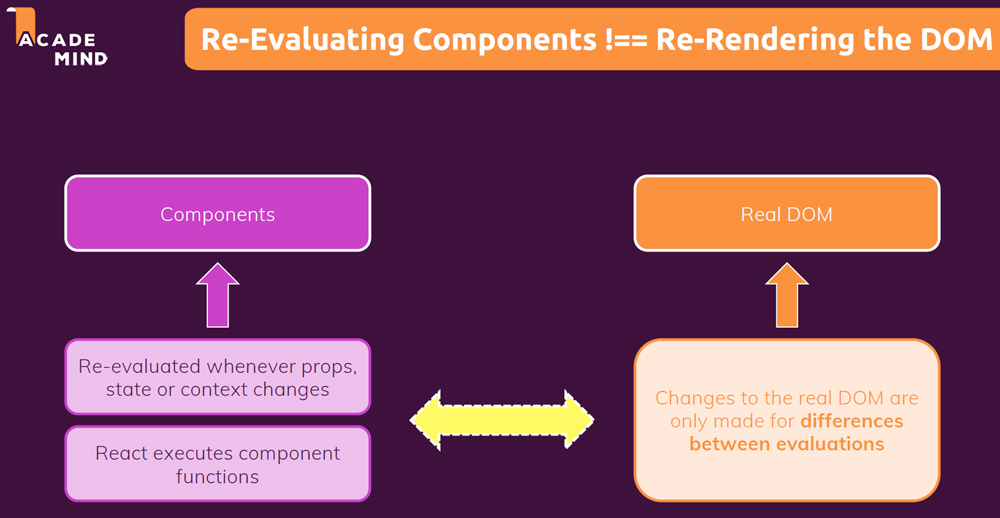 ACADE
MIND
Re-Evaluating Components !== Re-Rendering the DOM
Components
Real DOM
Re-evaluated whenever props,
state or context changes
React executes component
functions
Changes to the real DOM are
only made for differences
between evaluations